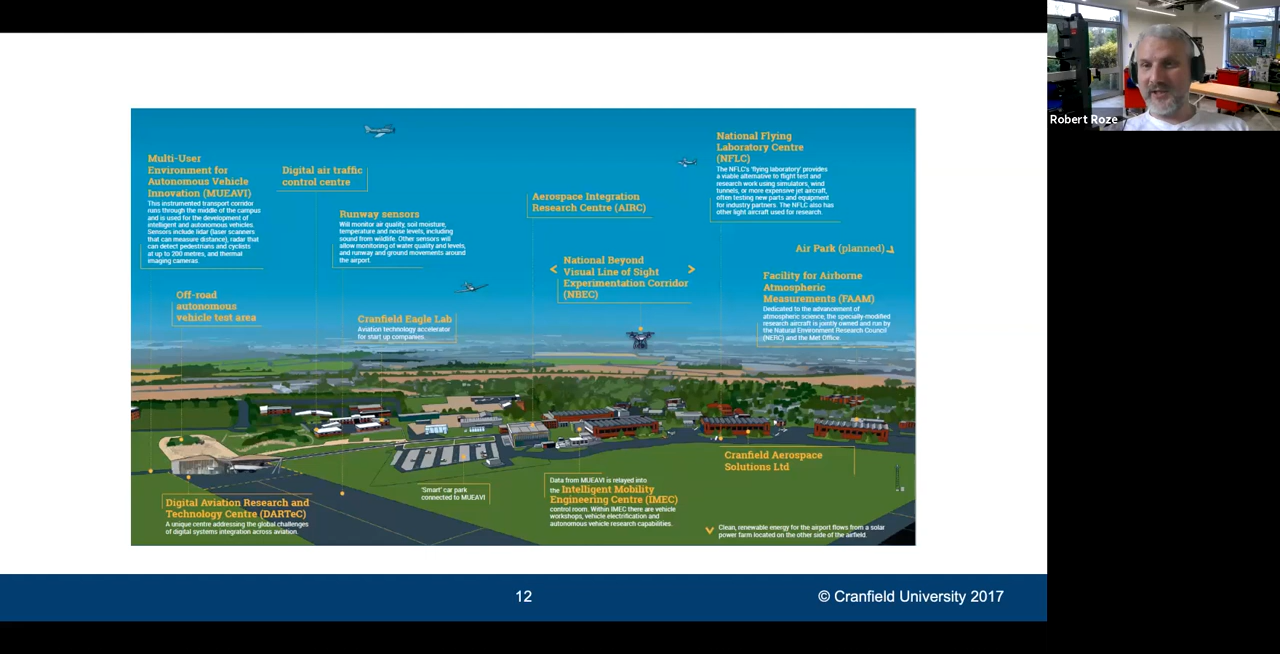 Robert Roze
Multi-User
Environment for
Autonomous Vehicle
Innovation (MUEAVI)
This instrumented transport corridor
runs through the middle of the campus
and is used for the development of
intelligent and autonomous vehicles.
Sensors include lidar (laser scanners
that can measure distance), radar that
can detect pedestrians and cyclists
at up to 200 metres, and thermal
imaging cameras.
Digital air traffic
control centre
Runway sensors
Will monitor air quality, soil moisture,
temperature and noise levels, including
sound from wildlife. Other sensors will
allow monitoring of water quality and levels,
and runway and ground movements around
the airport.
Off-road
autonomous
vehicle test area
Cranfield Eagle Lab
Aviation technology accelerator
for start up companies.
Aerospace Integration
Research Centre (AIRC)
National Beyond
Visual Line of Sight
Experimentation Corridor
(NBEC)
National Flying
Laboratory Centre
(NFLC)
The NFLC's 'flying laboratory' provides
a viable alternative to flight test and
research work using simulators, wind
tunnels, or more expensive jet aircraft,
often testing new parts and equipment
for industry partners. The NFLC also has
other light aircraft used for research.
Air Park (planned)
Facility for Airborne
Atmospheric
Measurements (FAAM)
Dedicated to the advancement of
atmospheric science, the specially-modified
research aircraft is jointly owned and run by
the Natural Environment Research Council
(NERC) and the Met Office.
Digital Aviation Research and
Technology Centre (DARTeC)
A unique centre addressing the global challenges
of digital systems integration across aviation.
'Smart' car park
connected to MUEAVI
Data from MUEAVI is relayed into
the Intelligent Mobility
Engineering Centre (IMEC)
control room. Within IMEC there are vehicle
workshops, vehicle electrification and
autonomous vehicle research capabilities.
Cranfield Aerospace
Solutions Ltd
Clean, renewable energy for the airport flows from a solar
power farm located on the other side of the airfield.
12
© Cranfield University 2017